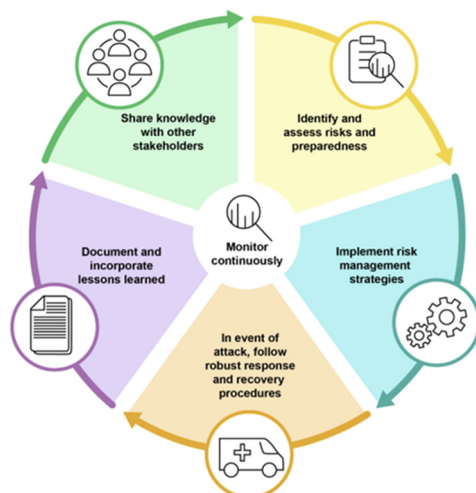 Share knowledge
with other
stakeholders
Identify and
assess risks and
preparedness
Monitor
continuously
Document and
incorporate
lessons learned
Implement risk
management
strategies
In event of
attack, follow
robust response
and recovery
procedures